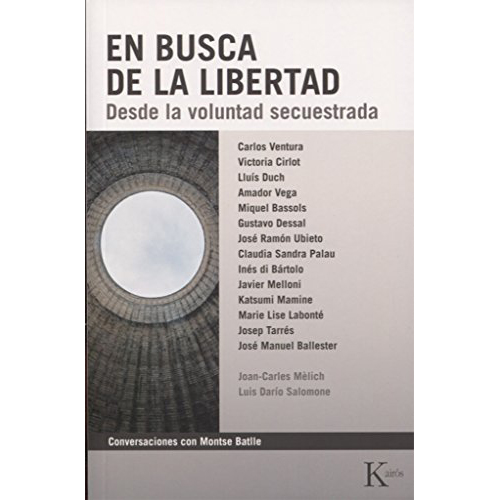 EN BUSCA
DE LA LIBERTAD
Desde la voluntad secuestrada
Carlos Ventura
Victoria Cirlot
Lluís Duch
Amador Vega
Miquel Bassols
Gustavo Dessal
José Ramón Ubieto
Claudia Sandra Palau
Inés di Bártolo
Javier Melloni
Katsumi Mamine
Marie Lise Labonté
Josep Tarrés
José Manuel Ballester
Joan-Carles Mèlich
Luis Darío Salomone
Conversaciones con Montse Batlle
Kairós